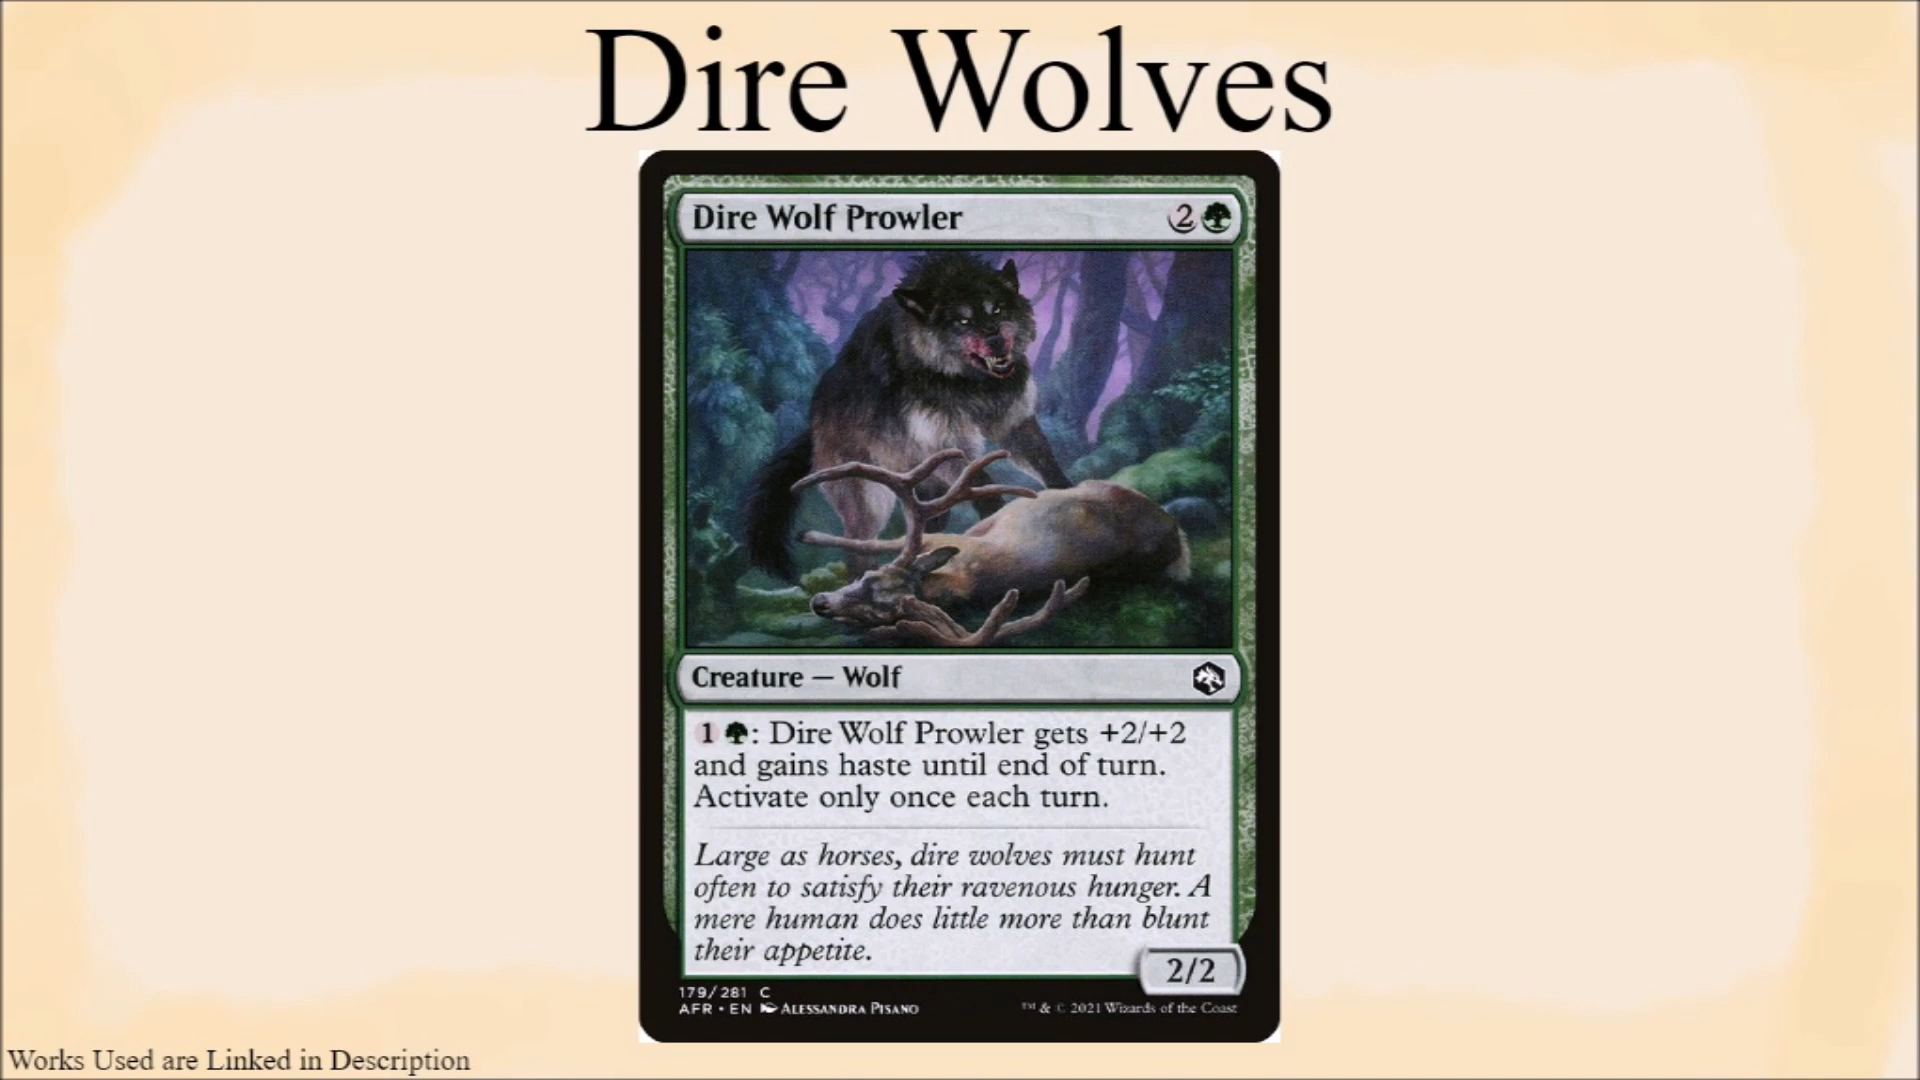 Dire Wolves
Dire Wolf Prowler 2
Creature — Wolf
1 : Dire Wolf Prowler gets +2/+2
and gains haste until end of turn.
Activate only once each turn.
Large as horses, dire wolves must hunt
often to satisfy their ravenous hunger. A
mere human does little more than blunt
their appetite.
2/2
179/281 C
AFR • EN ALESSANDRA PISANO
™ & © 2021 Wizards of the Coast
Works Used are Linked in Description